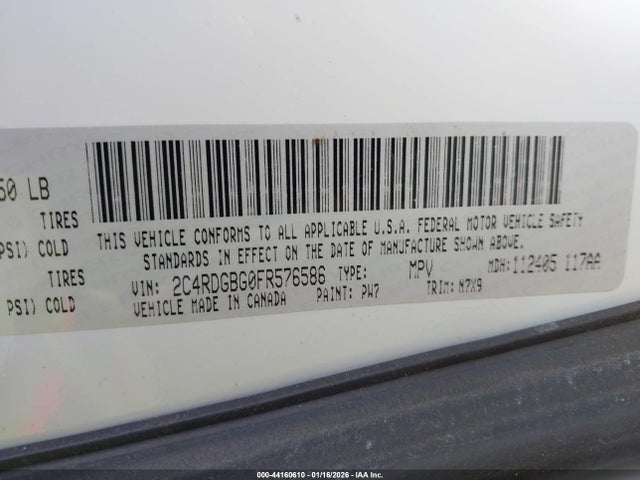 50 LB
TIRES
PSI) COLD
TIRES
PSI) COLD
THIS VEHICLE CONFORMS TO ALL APPLICABLE U.S.A. FEDERAL MOTOR VEHICLE SAFETY
STANDARDS IN EFFECT ON THE DATE OF MANUFACTURE SHOWN ABOVE.
VIN: 2C4RDGBG0FR576586 TYPE: MPV MDH: 112405 117AA
VEHICLE MADE IN CANADA PAINT: PW7 TRIM: N7X9
000-44160610 - 01/16/2026 - IAA Inc.